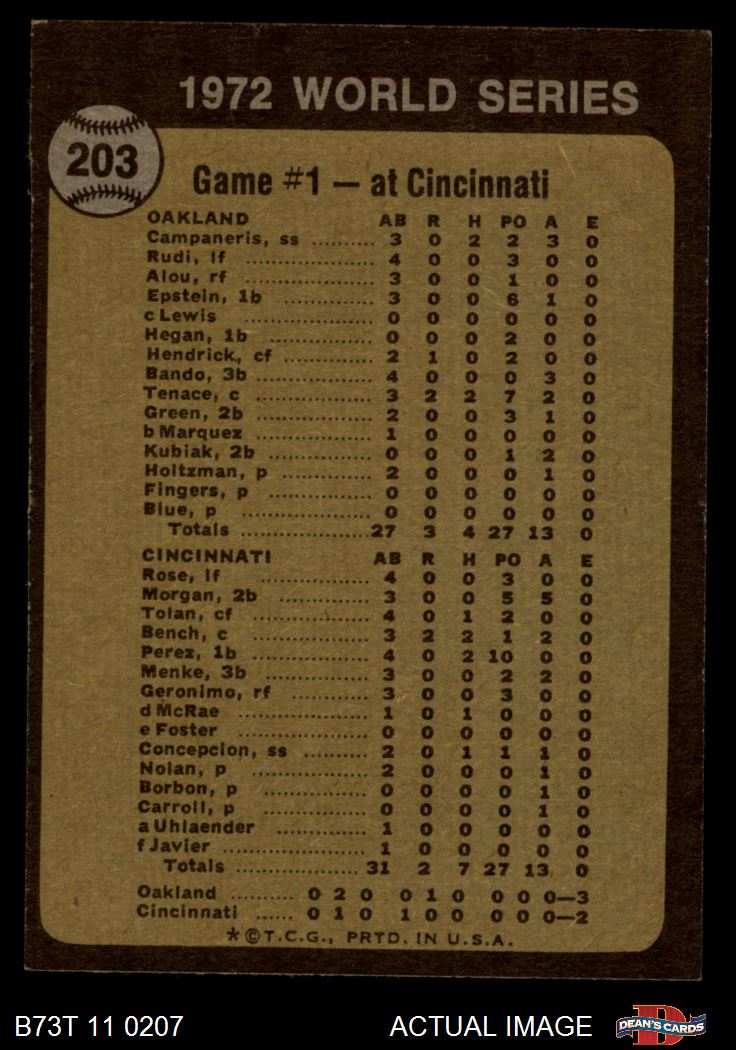 1972 WORLD SERIES
203
Game #1 — at Cincinnati
OAKLAND AB R H PO A E
Campaneris, ss .......... 3 0 2 2 3 0
Rudi, lf .................. 4 0 0 3 0 0
Alou, rf .................. 3 0 0 1 0 0
Epstein, 1b ............. 3 0 0 6 1 0
c Lewis .................. 0 0 0 0 0 0
Hegan, 1b .............. 0 0 0 2 0 0
Hendrick, cf ............. 2 1 0 2 0 0
Bando, 3b ................. 4 0 0 0 3 0
Tenace, c ................. 3 2 2 7 2 0
Green, 2b ................. 2 0 0 3 1 0
b Marquez ................. 1 0 0 0 0 0
Kubiak, 2b ............... 0 0 0 1 2 0
Holtzman, p ............. 2 0 0 0 1 0
Fingers, p ................ 0 0 0 0 0 0
Blue, p ................... 0 0 0 0 0 0
Totals ................... 27 3 4 27 13 0
CINCINNATI AB R H PO A E
Rose, lf ................ 4 0 0 3 0 0
Morgan, 2b ............. 3 0 0 5 5 0
Tolan, cf ................. 4 0 1 2 0 0
Bench, c ................. 3 2 2 1 2 0
Perez, 1b ................. 4 0 2 10 0 0
Menke, 3b ............... 3 0 0 2 2 0
Geronimo, rf ........... 3 0 0 3 0 0
d McRae ................... 1 0 1 0 0 0
e Foster ................... 0 0 0 0 0 0
Concepcion, ss .......... 2 0 1 1 1 0
Nolan, p ................. 2 0 0 0 1 0
Borbon, p ............... 0 0 0 0 1 0
Carroll, p ................ 0 0 0 0 1 0
a Uhlaender ............. 1 0 0 0 0 0
f Javier ...................... 1 0 0 0 0 0
Totals .................... 31 2 7 27 13 0
Oakland .......... 0 2 0 0 1 0 0 0 0—3
Cincinnati ...... 0 1 0 1 0 0 0 0 0—2
*©T.C.G., PRTD. IN U.S.A.
B73T 11 0207 ACTUAL IMAGE DEAN'S CARDS